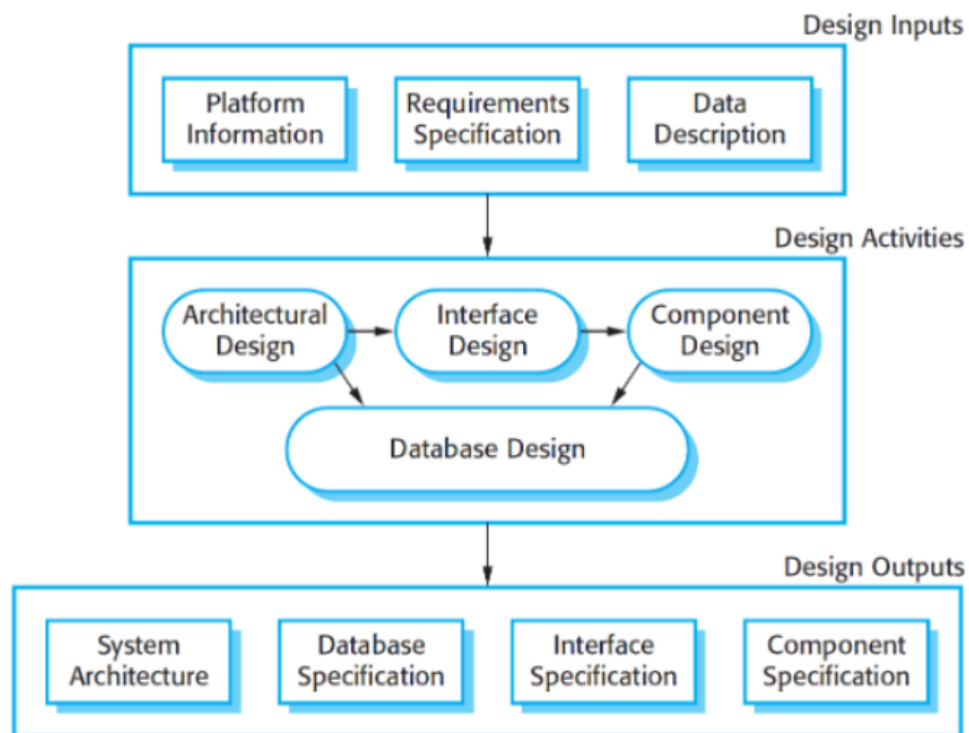 Design Inputs
Platform
Information
Requirements
Specification
Data
Description
Design Activities
Architectural
Design
Interface
Design
Component
Design
Database Design
Design Outputs
System
Architecture
Database
Specification
Interface
Specification
Component
Specification